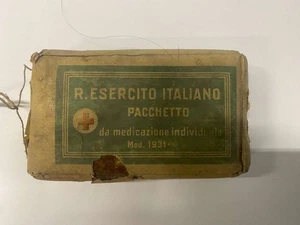 R. ESERCITO ITALIANO
PACCHETTO
da medicazione individuale
Mod. 1931-